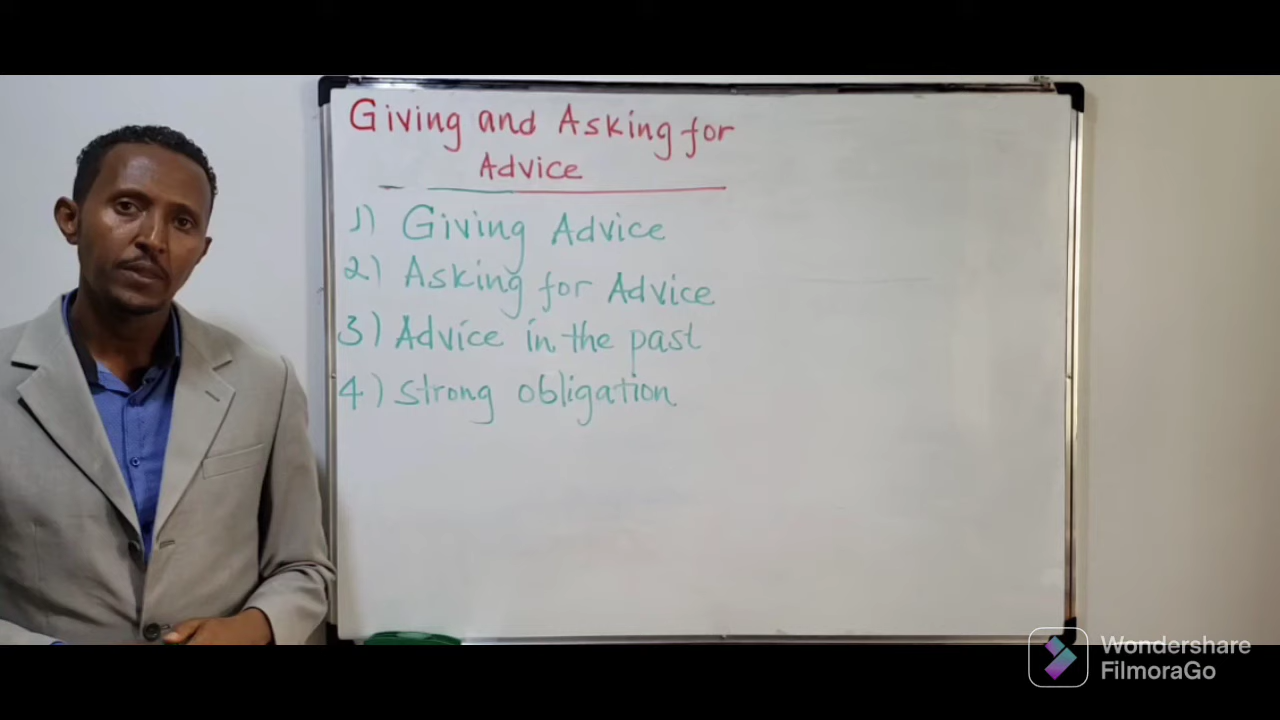 Giving and Asking for
Advice
1) Giving Advice
2) Asking for Advice
3) Advice in the past
4) strong obligation
Wondershare
FilmoraGo